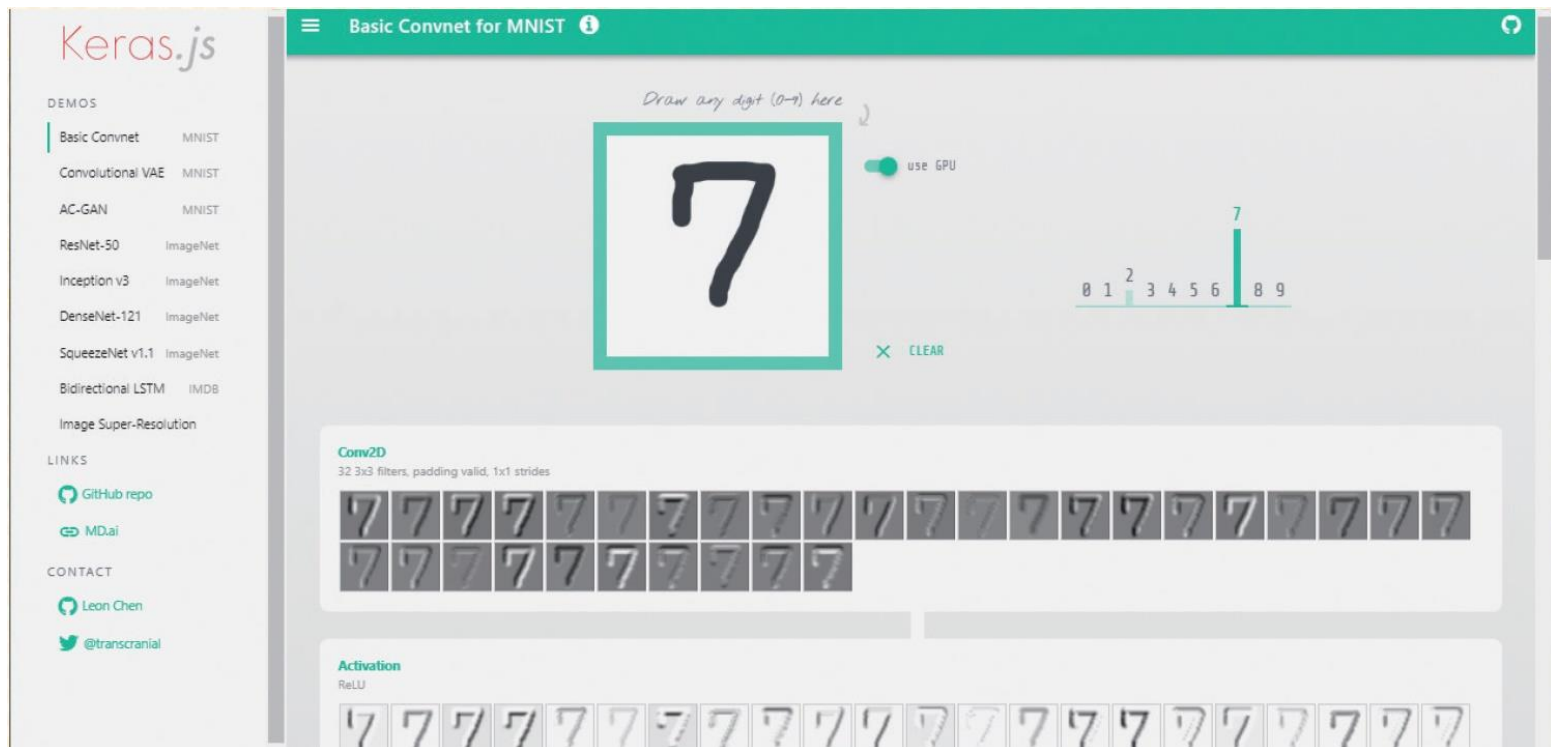 Keras.js
DEMOS
Basic Convnet MNIST
Convolutional VAE MNIST
AC-GAN MNIST
ResNet-50 ImageNet
Inception v3 ImageNet
DenseNet-121 ImageNet
SqueezeNet v1.1 ImageNet
Bidirectional LSTM IMDB
Image Super-Resolution
LINKS
GitHub repo
MD.ai
CONTACT
Leon Chen
@transcranial
Basic Convnet for MNIST
Draw any digit (0-9) here
7
use GPU
CLEAR
7
0 1 2 3 4 5 6 8 9
Conv2D
32 3x3 filters, padding valid, 1x1 strides
Activation
ReLU